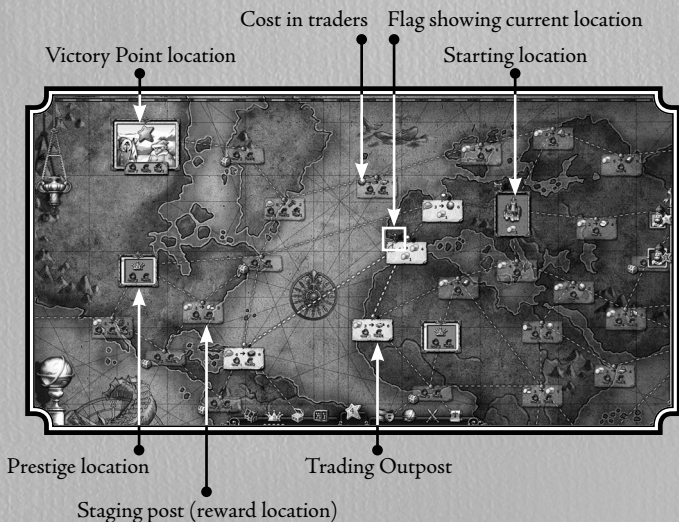 Cost in traders
Flag showing current location
Victory Point location
Starting location
Prestige location
Trading Outpost
Staging post (reward location)